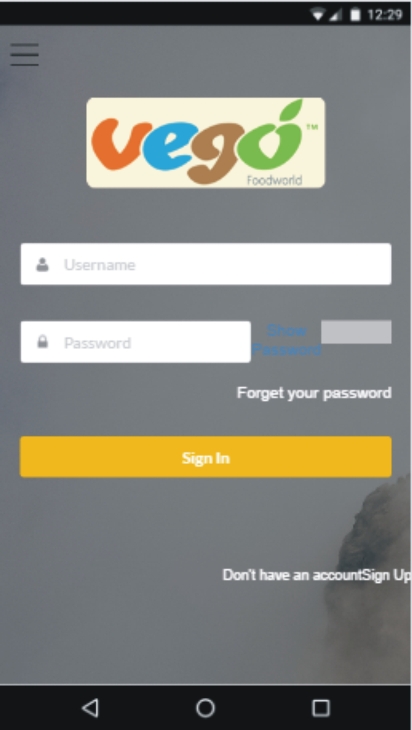 12:29
vego™
Foodworld
Username
Password
Show
Password
Forget your password
Sign In
Don't have an accountSign Up